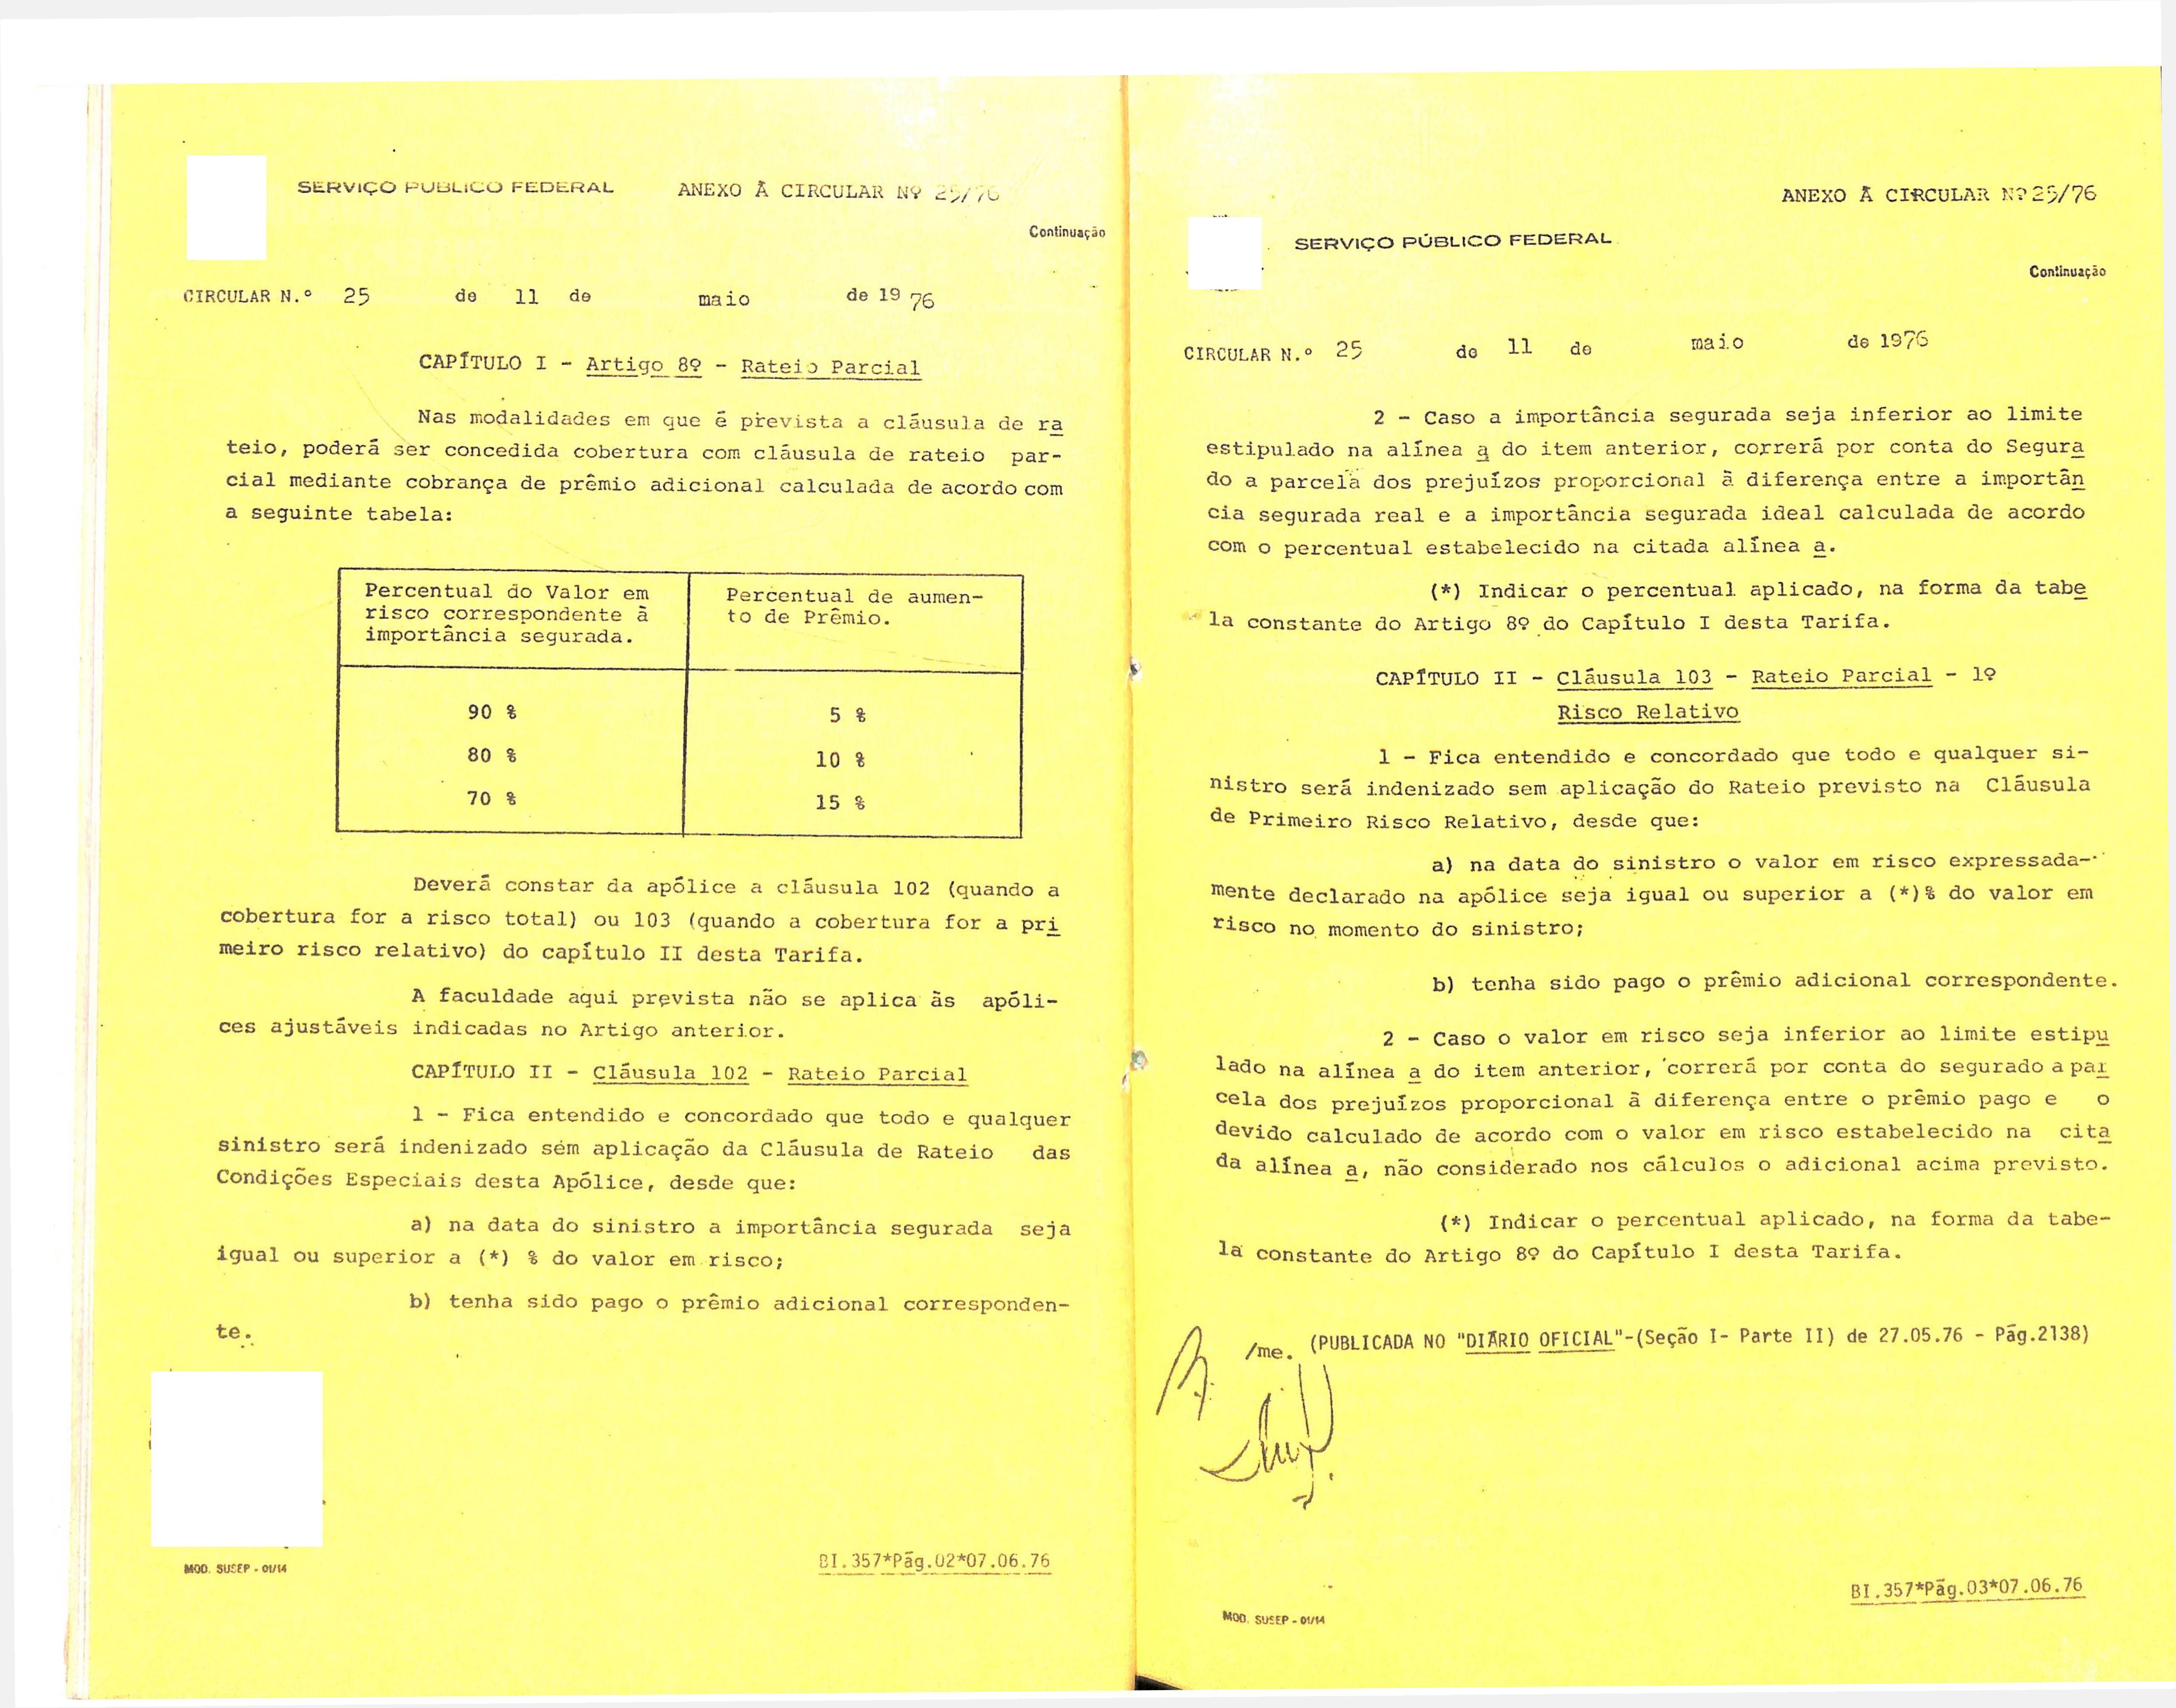 SERVIÇO PÚBLICO FEDERAL ANEXO À CIRCULAR Nº 25/76
Continuação
CIRCULAR N.º 25 de 11 de maio de 1976
CAPÍTULO I - Artigo 8º - Rateio Parcial
Nas modalidades em que é prevista a cláusula de ra
teio, poderá ser concedida cobertura com cláusula de rateio par-
cial mediante cobrança de prêmio adicional calculada de acordo com
a seguinte tabela:
Percentual do Valor em
risco correspondente à
importância segurada.
Percentual de aumen-
to de Prêmio.
90 % 5 %
80 % 10 %
70 % 15 %
Deverá constar da apólice a cláusula 102 (quando a
cobertura for a risco total) ou 103 (quando a cobertura for a pri
meiro risco relativo) do capítulo II desta Tarifa.
A faculdade aqui prevista não se aplica às apóli-
ces ajustáveis indicadas no Artigo anterior.
CAPÍTULO II - Cláusula 102 - Rateio Parcial
1 - Fica entendido e concordado que todo e qualquer
sinistro será indenizado sem aplicação da Cláusula de Rateio das
Condições Especiais desta Apólice, desde que:
a) na data do sinistro a importância segurada seja
igual ou superior a (*) % do valor em risco;
b) tenha sido pago o prêmio adicional corresponden-
te.
MOD. SUSEP - 01/14
BI.357*Pág.02*07.06.76
ANEXO À CIRCULAR Nº 25/76
SERVIÇO PÚBLICO FEDERAL
Continuação
CIRCULAR N.º 25 de 11 de maio de 1976
2 - Caso a importância segurada seja inferior ao limite
estipulado na alínea a do item anterior, correrá por conta do Segura
do a parcela dos prejuízos proporcional à diferença entre a importân
cia segurada real e a importância segurada ideal calculada de acordo
com o percentual estabelecido na citada alínea a.
(*) Indicar o percentual aplicado, na forma da tabe
la constante do Artigo 8º do Capítulo I desta Tarifa.
CAPÍTULO II - Cláusula 103 - Rateio Parcial - 1º
Risco Relativo
1 - Fica entendido e concordado que todo e qualquer si-
nistro será indenizado sem aplicação do Rateio previsto na Cláusula
de Primeiro Risco Relativo, desde que:
a) na data do sinistro o valor em risco expressada-
mente declarado na apólice seja igual ou superior a (*)% do valor em
risco no momento do sinistro;
b) tenha sido pago o prêmio adicional correspondente.
2 - Caso o valor em risco seja inferior ao limite estipu
lado na alínea a do item anterior, correrá por conta do segurado a par
cela dos prejuízos proporcional à diferença entre o prêmio pago e o
devido calculado de acordo com o valor em risco estabelecido na cita
da alínea a, não considerado nos cálculos o adicional acima previsto.
(*) Indicar o percentual aplicado, na forma da tabe-
la constante do Artigo 8º do Capítulo I desta Tarifa.
/me. (PUBLICADA NO "DIÁRIO OFICIAL"-(Seção I- Parte II) de 27.05.76 - Pág.2138)
BI.357*Pág.03*07.06.76
MOD. SUSEP - 01/14